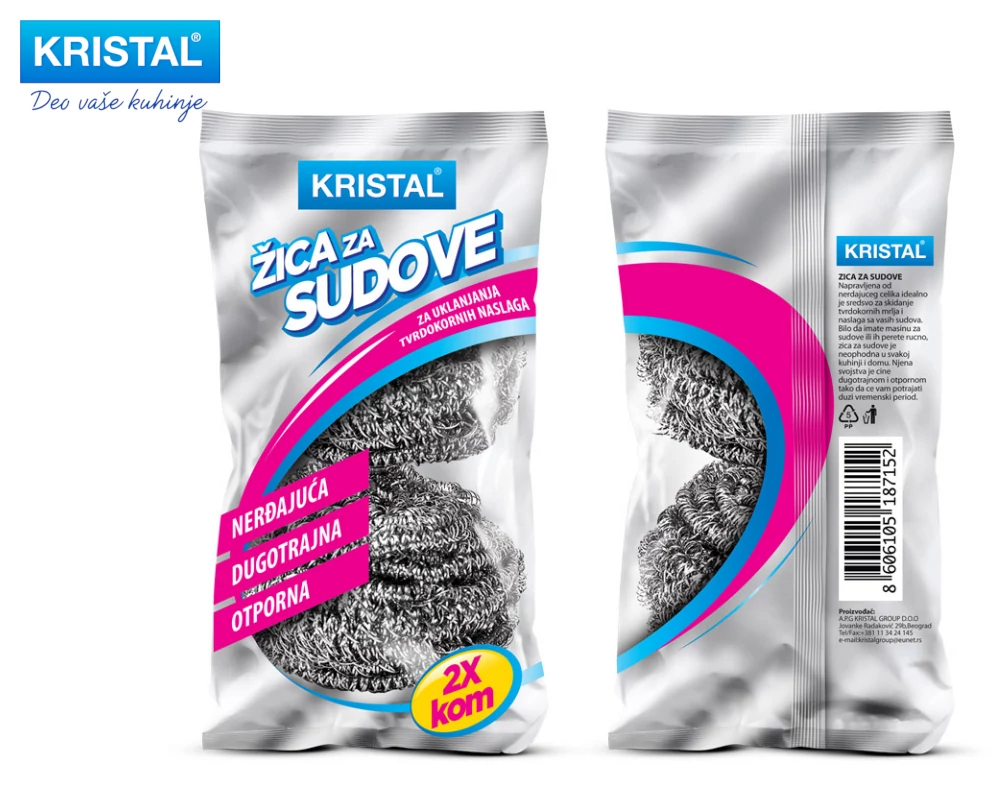 KRISTAL®
Deo vaše kuhinje
KRISTAL®
ŽICA ZA
SUDOVE
ZA UKLANJANJA
TVRDOKORNIH NASLAGA
NERĐAJUĆA
DUGOTRAJNA
OTPORNA
2X
kom
KRISTAL®
ZICA ZA SUDOVE
Napravljena od
nerdajuceg celika idealno
je sredsvo za skidanje
tvrdokornih mrlja i
naslaga sa vasih sudova.
Bilo da imate masinu za
sudove ili ih perete rucno,
zica za sudove je
neophodna u svakoj
kuhinji i domu. Njena
svojstva je cine
dugotrajnom i otpornom
tako da ce vam potrajati
duzi vremenski period.
5
PP
8 606105 187152
Proizvođač:
A.P.G KRISTAL GROUP D.O.O
Jovanke Radaković 29b,Beograd
Tel/Fax:+381 11 34 24 145
e-mail:kristalgroup@eunet.rs